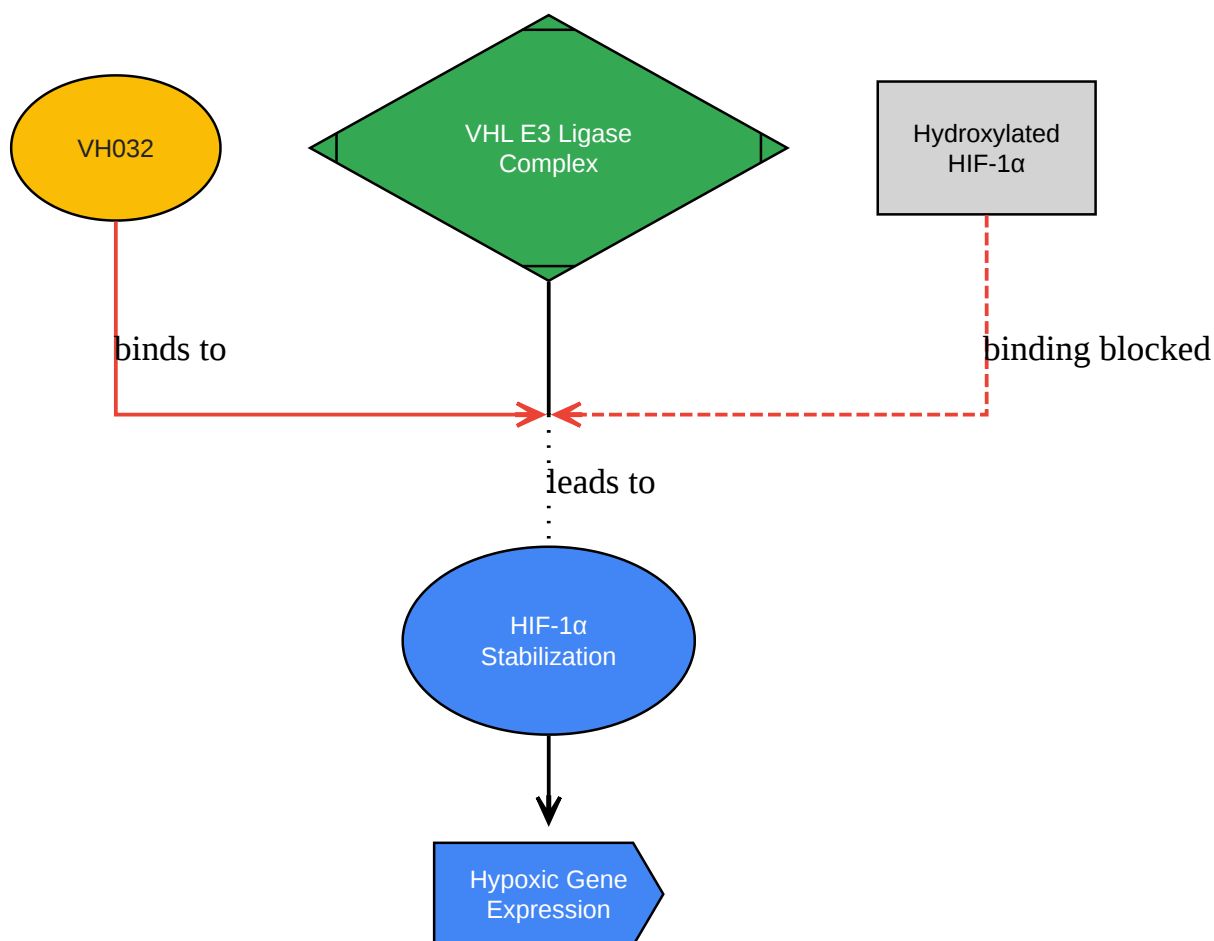 VH032
VHL E3 Ligase
Complex
Hydroxylated
HIF-1α
binds to
binding blocked
leads to
HIF-1α
Stabilization
Hypoxic Gene
Expression